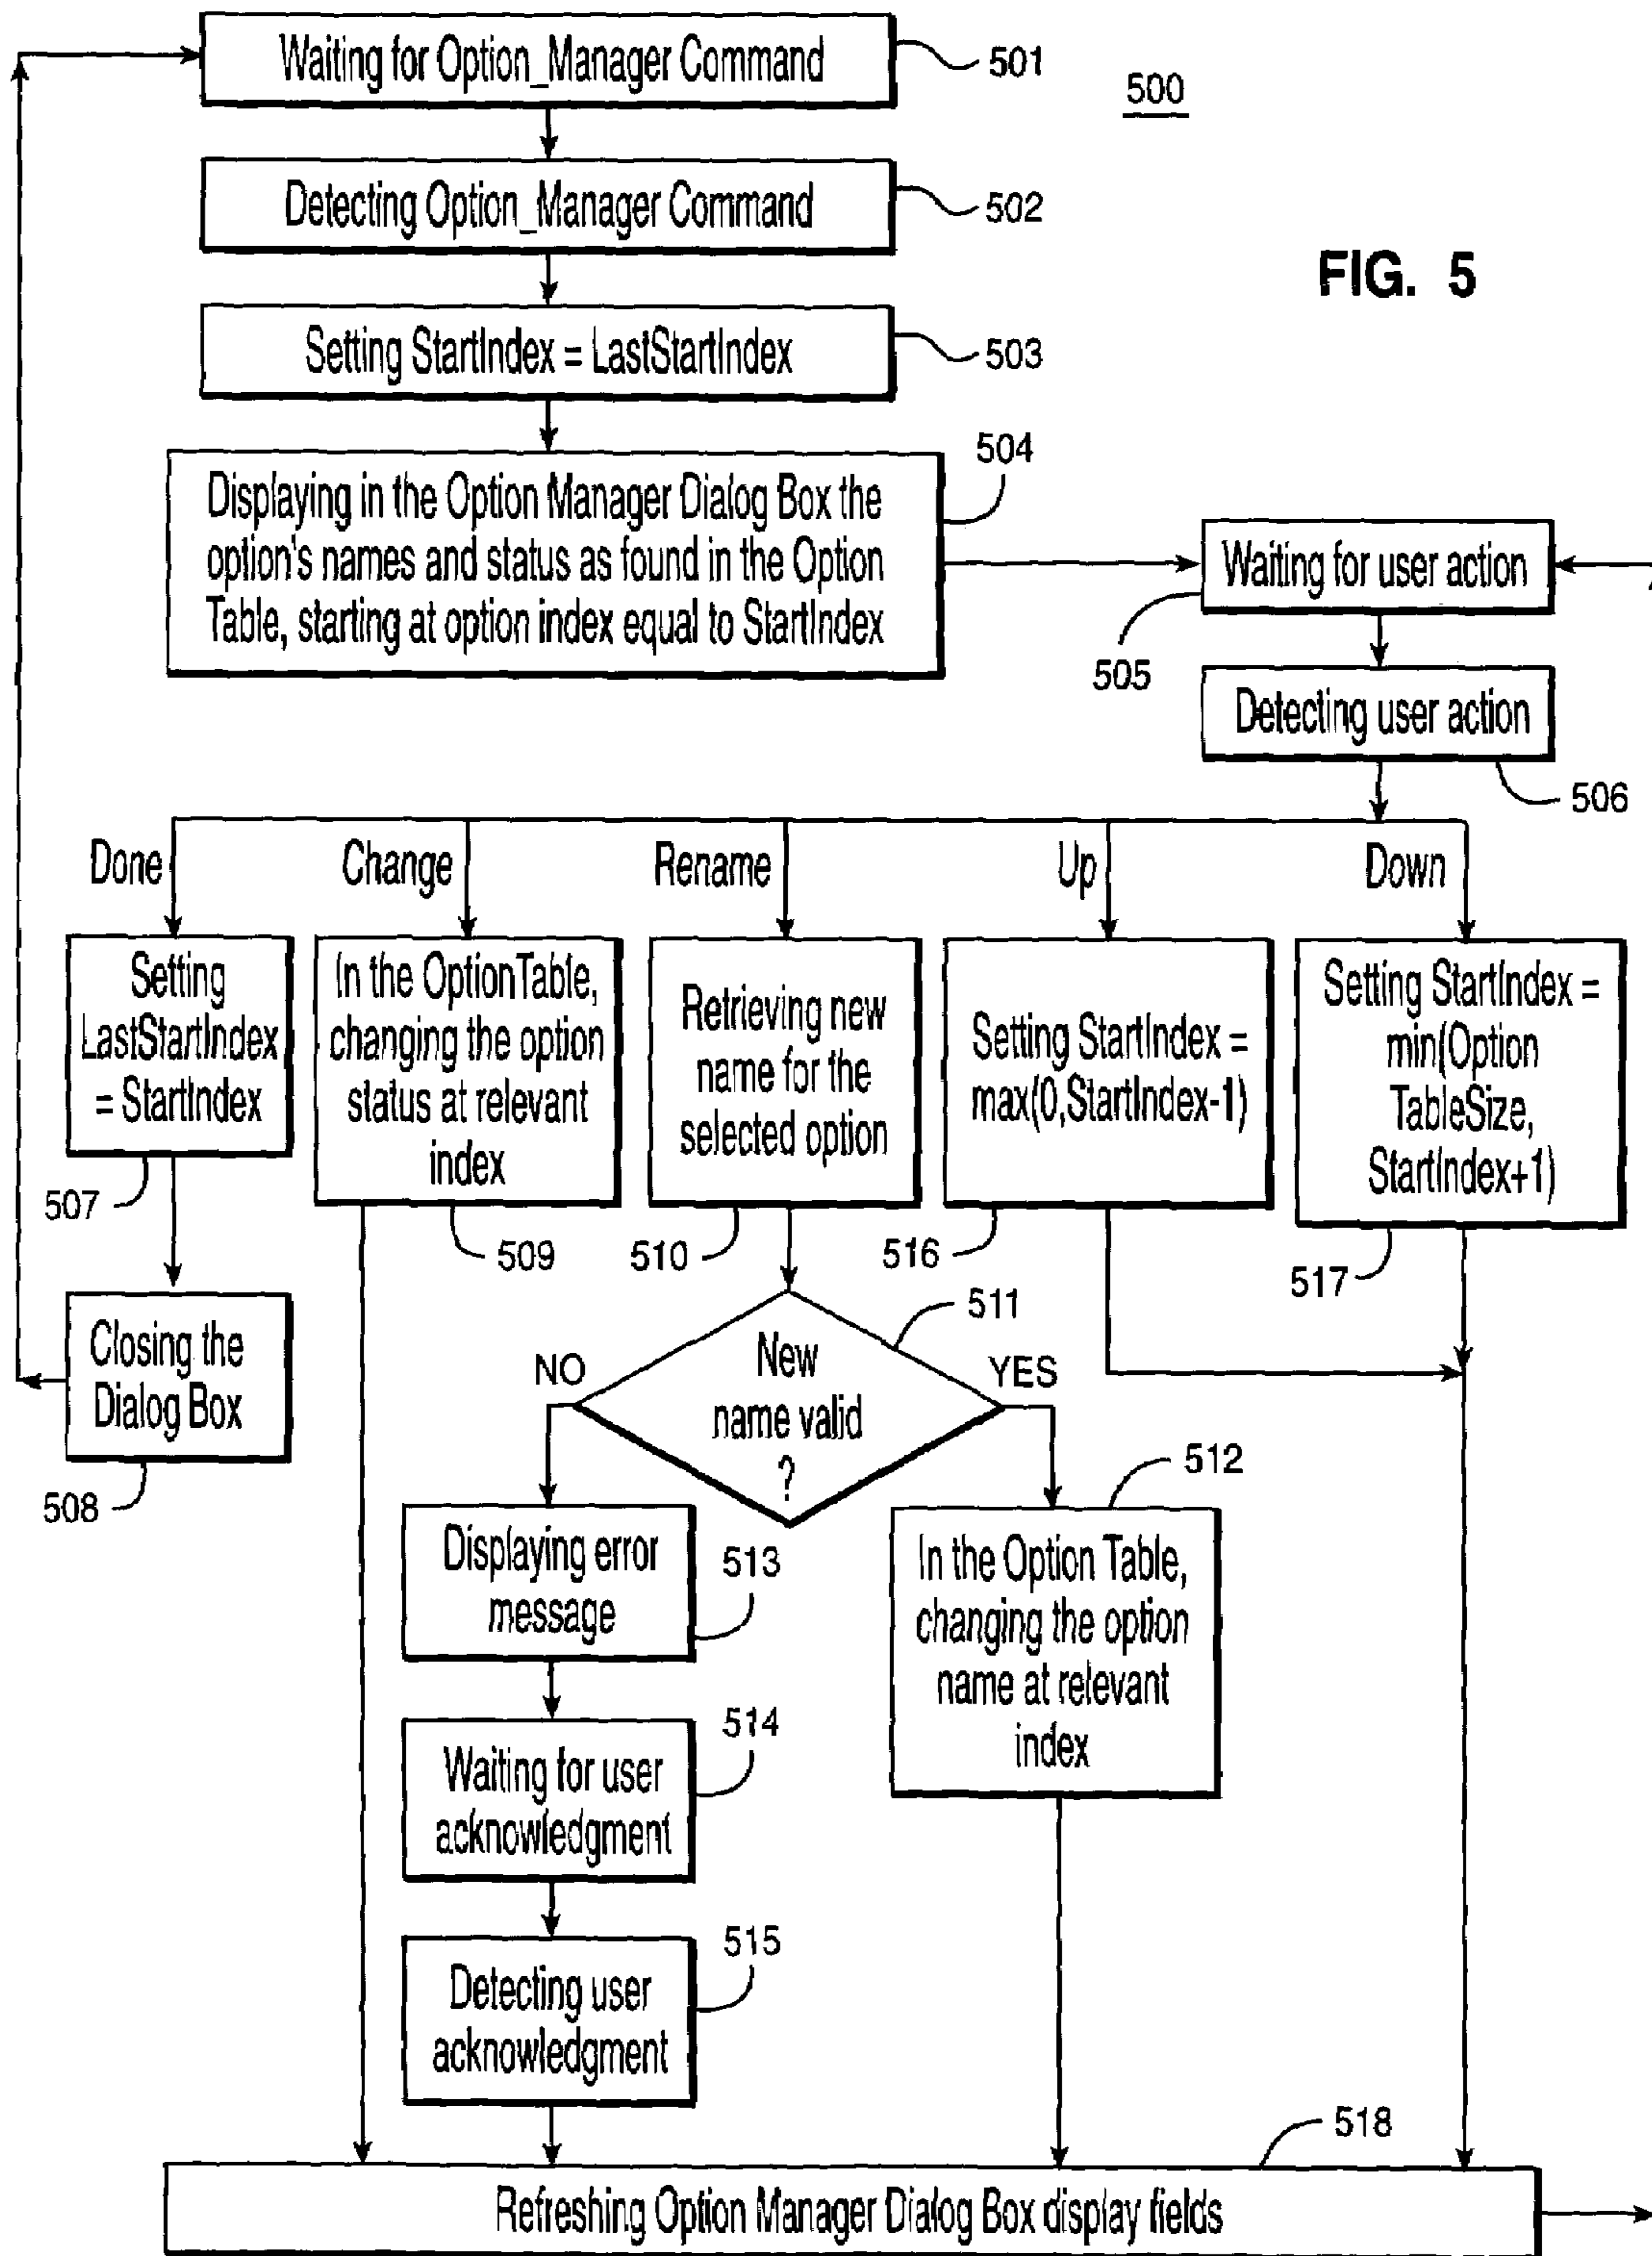 Waiting for Option_Manager Command
501
500
Detecting Option_Manager Command
502
FIG. 5
Setting StartIndex = LastStartIndex
503
504
Displaying in the Option Manager Dialog Box the
option's names and status as found in the Option
Table, starting at option index equal to StartIndex
Waiting for user action
505
Detecting user action
506
Done
Change
Rename
Up
Down
Setting
LastStartIndex
= StartIndex
507
In the OptionTable,
changing the option
status at relevant
index
509
Retrieving new
name for the
selected option
510
Setting StartIndex =
max(0,StartIndex-1)
516
Setting StartIndex =
min(Option
TableSize,
StartIndex+1)
517
Closing the
Dialog Box
508
511
New
name valid
?
NO
YES
512
Displaying error
message
513
In the Option Table,
changing the option
name at relevant
index
514
Waiting for user
acknowledgment
515
Detecting user
acknowledgment
518
Refreshing Option Manager Dialog Box display fields